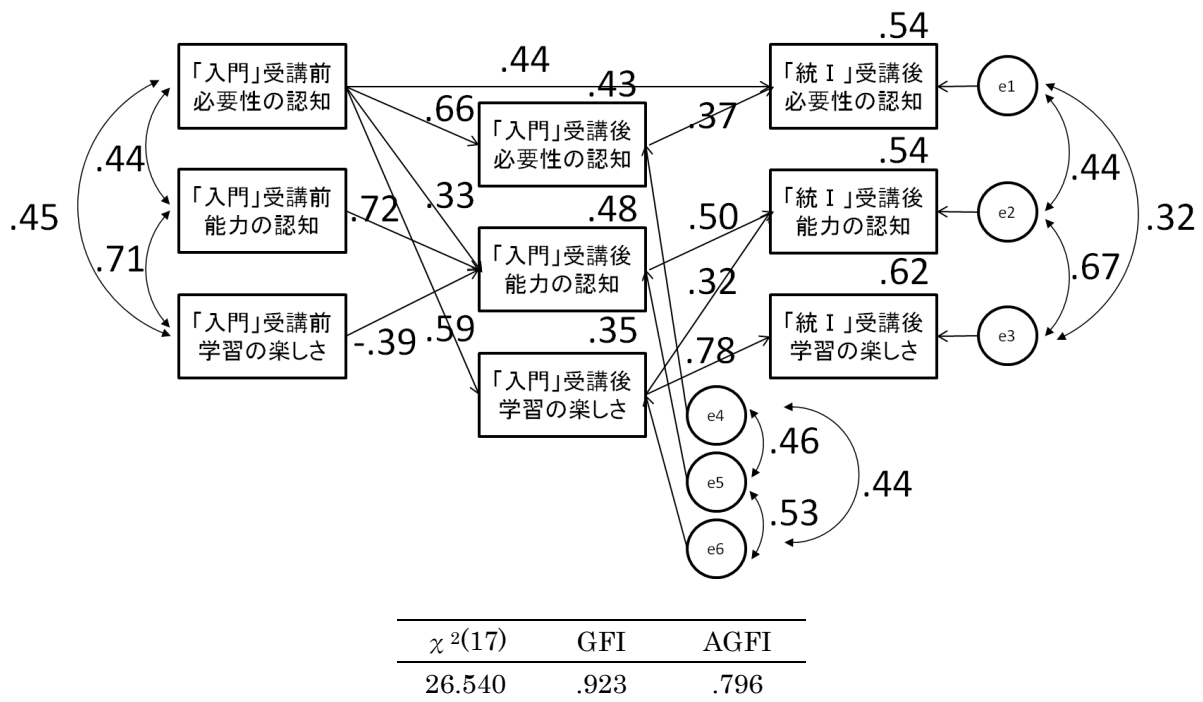 .54
.44
「入門」受講前
必要性の認知
.43
「統Ⅰ」受講後
必要性の認知
e1
.66
「入門」受講後
必要性の認知
.37
.44
.54
.44
「入門」受講前
能力の認知
.72
.33
.48
.50
「統Ⅰ」受講後
能力の認知
e2
.45
.32
.71
「入門」受講後
能力の認知
.32
.62
.67
「入門」受講前
学習の楽しさ
-.39
.59
.35
.78
「統Ⅰ」受講後
学習の楽しさ
e3
「入門」受講後
学習の楽しさ
e4
.46
e5
.44
.53
e6
χ²(17) GFI AGFI
26.540 .923 .796